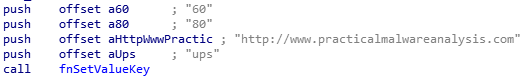 push offset a60 ; "60"
push offset a80 ; "80"
push offset aHttpWwwPractic ; "http://www.practicalmalwareanalysis.com"
push offset aUps ; "ups"
call fnSetValueKey